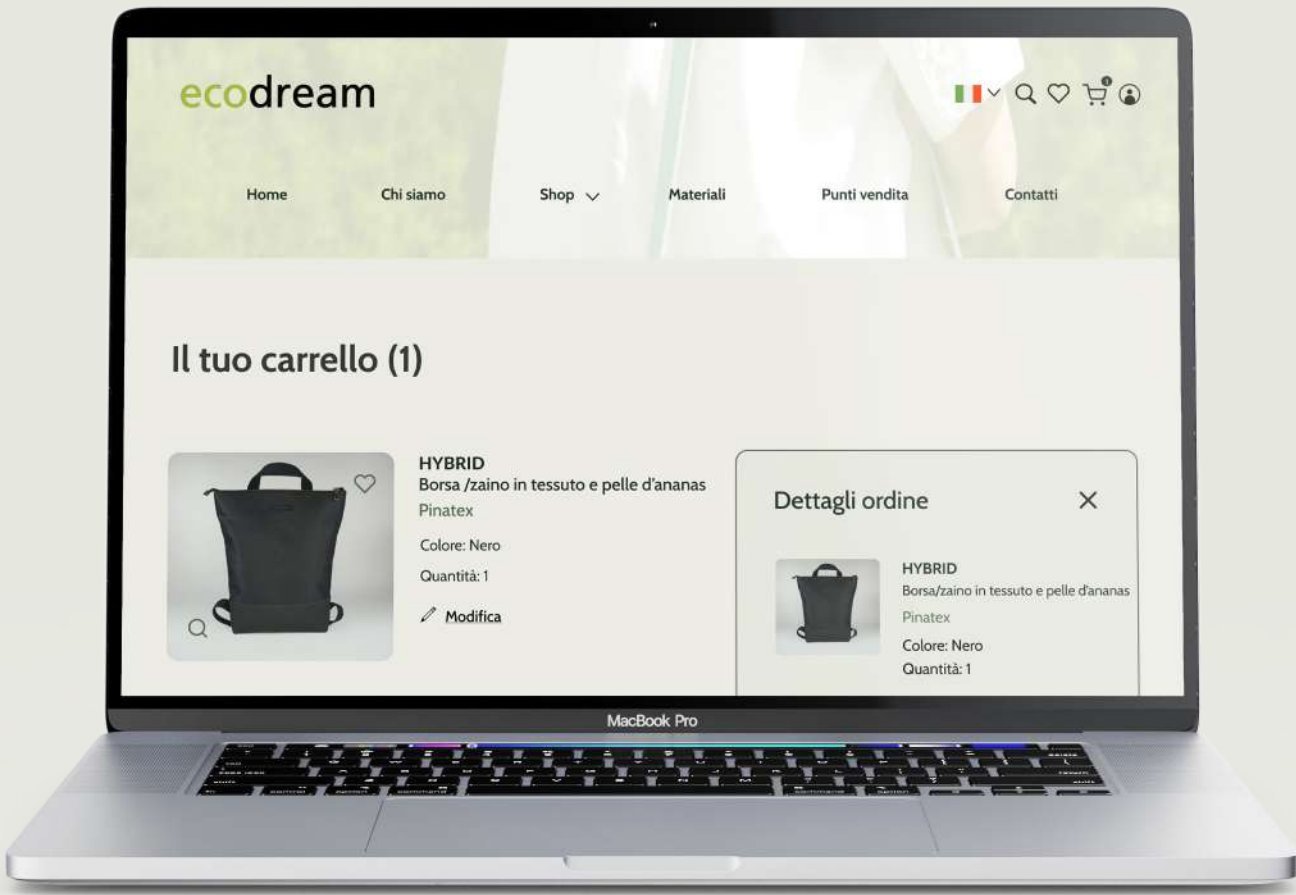 ecodream
1
Home Chi siamo Shop Materiali Punti vendita Contatti
Il tuo carrello (1)
HYBRID
Borsa /zaino in tessuto e pelle d'ananas
Pinatex
Colore: Nero
Quantità: 1
Modifica
Dettagli ordine
HYBRID
Borsa/zaino in tessuto e pelle d'ananas
Pinatex
Colore: Nero
Quantità: 1
MacBook Pro